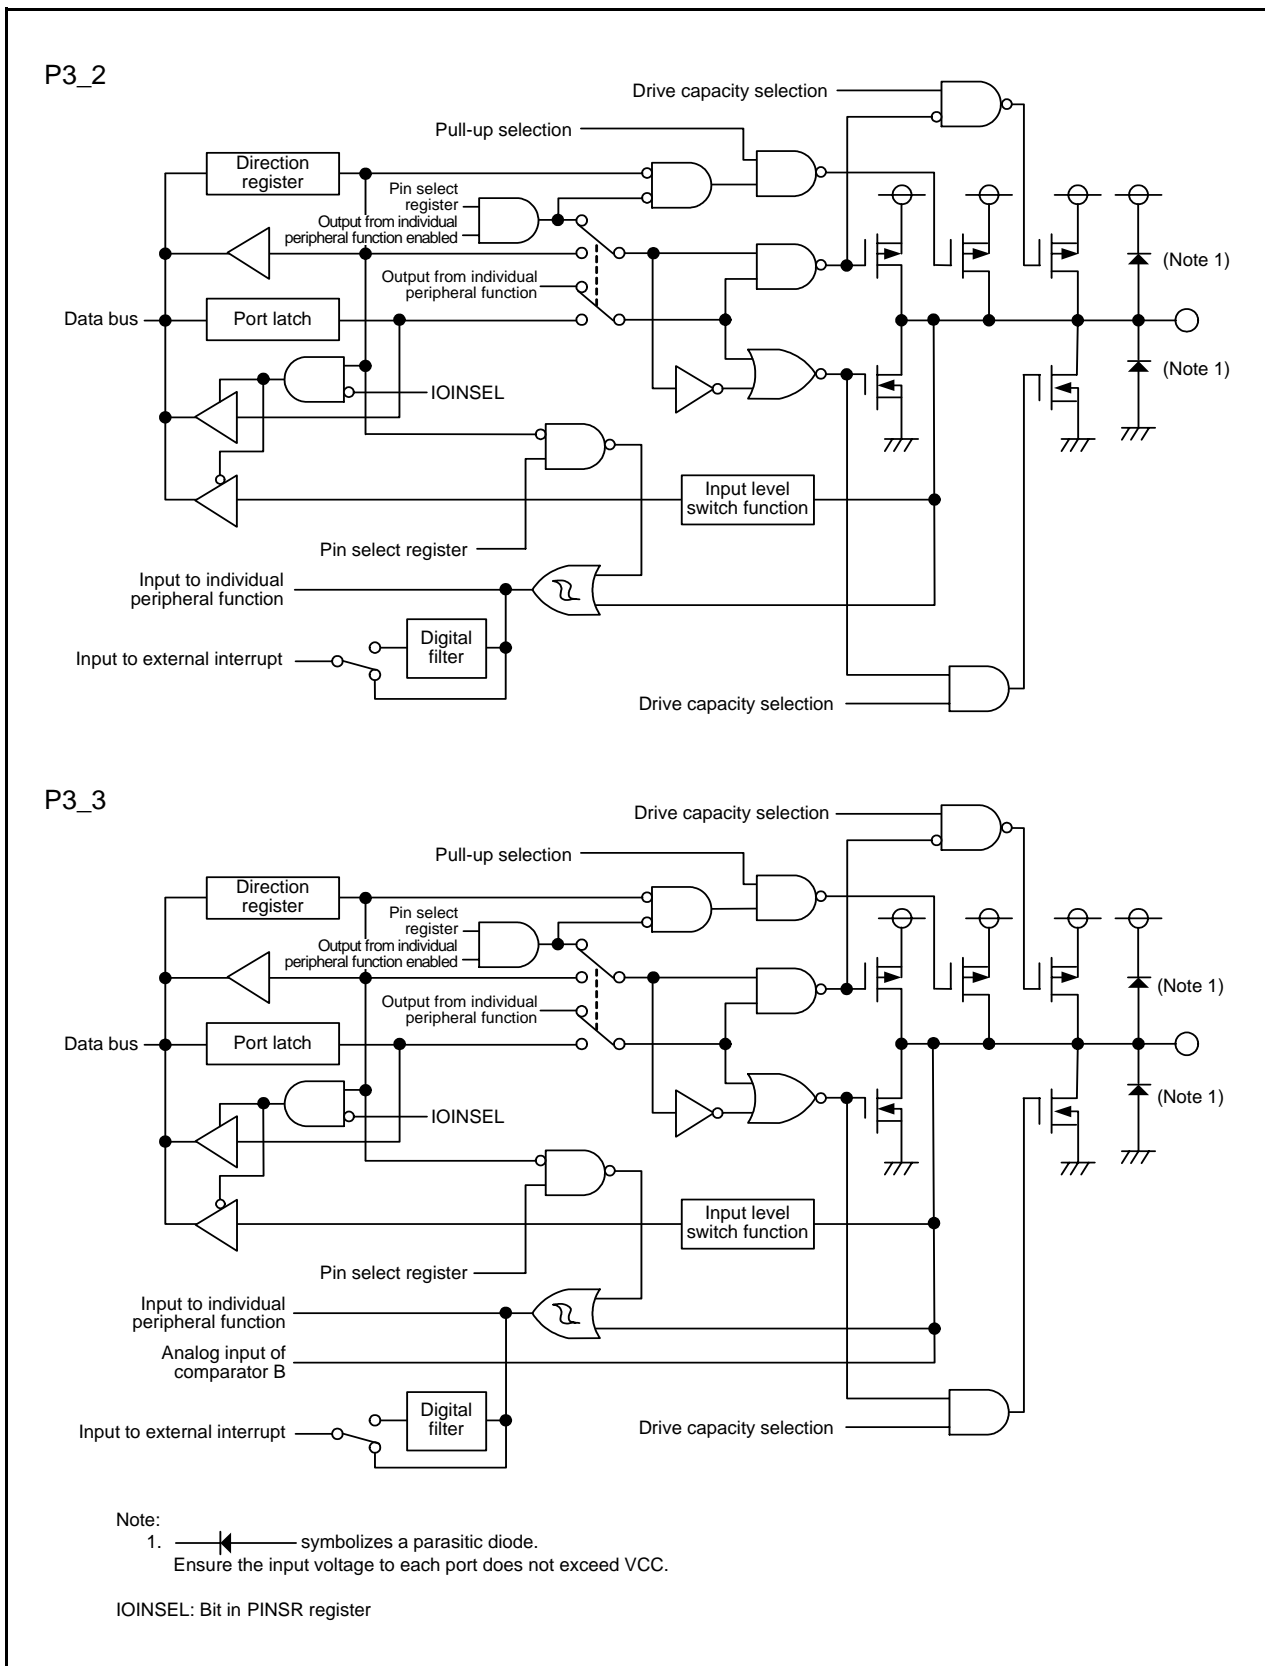 P3_2
Drive capacity selection
Pull-up selection
Direction
register
Pin select
register
Output from individual
peripheral function enabled
(Note 1)
Output from individual
peripheral function
Data bus
Port latch
(Note 1)
IOINSEL
Input level
switch function
Pin select register
Input to individual
peripheral function
Digital
filter
Input to external interrupt
Drive capacity selection
P3_3
Drive capacity selection
Pull-up selection
Direction
register
Pin select
register
Output from individual
peripheral function enabled
(Note 1)
Output from individual
peripheral function
Data bus
Port latch
(Note 1)
IOINSEL
Input level
switch function
Pin select register
Input to individual
peripheral function
Analog input of
comparator B
Digital
filter
Input to external interrupt
Drive capacity selection
Note:
1. symbolizes a parasitic diode.
Ensure the input voltage to each port does not exceed VCC.
IOINSEL: Bit in PINSR register